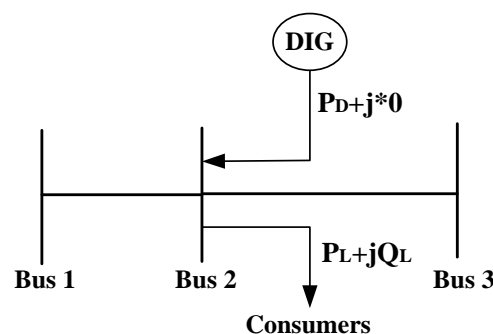 DIG
PD+j*0
Bus 1
Bus 2
PL+jQL
Bus 3
Consumers